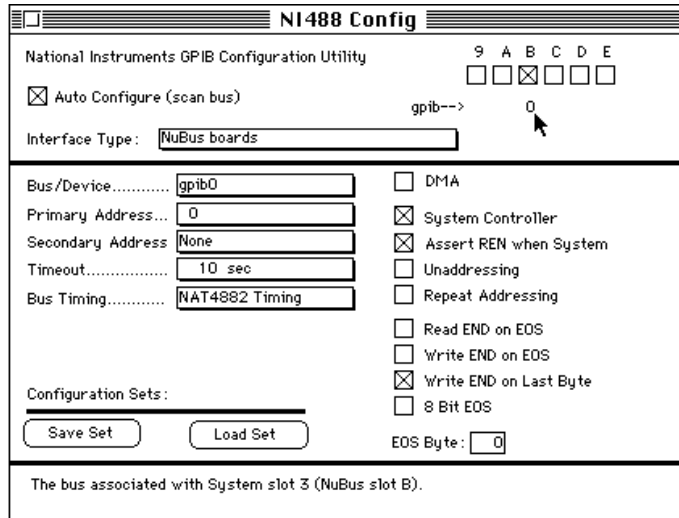 NI488 Config
National Instruments GPIB Configuration Utility
9 A B C D E
Auto Configure (scan bus)
gpib--> 0
Interface Type: NuBus boards
Bus/Device........... gpib0
Primary Address... 0
Secondary Address None
Timeout................ 10 sec
Bus Timing........... NAT4882 Timing
DMA
System Controller
Assert REN when System
Unaddressing
Repeat Addressing
Read END on EOS
Write END on EOS
Write END on Last Byte
8 Bit EOS
Configuration Sets:
Save Set Load Set
EOS Byte: 0
The bus associated with System slot 3 (NuBus slot B).